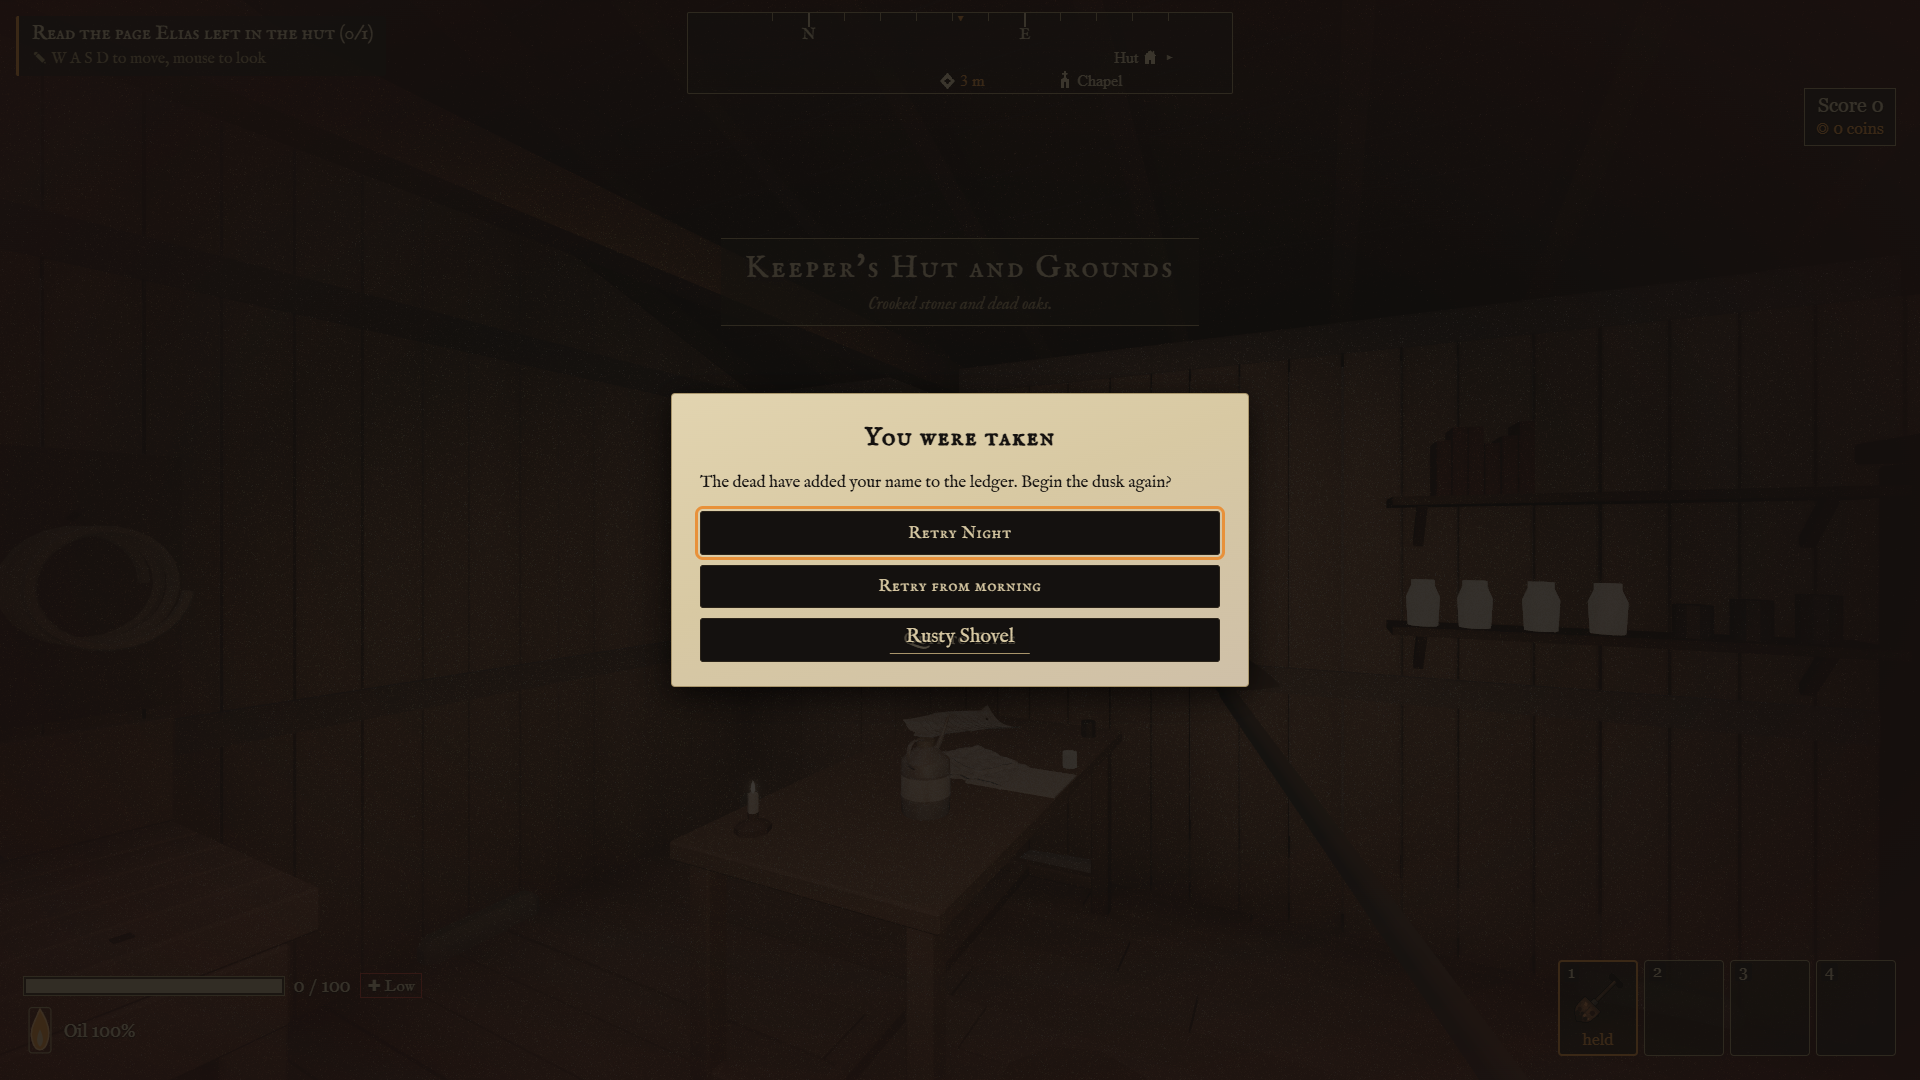 Read the page Elias left in the hut (0/1)
W A S D to move, mouse to look
N
E
Hut
3 m
Chapel
Score 0
0 coins
Keeper's Hut and Grounds
Crooked stones and dead oaks.
You were taken
The dead have added your name to the ledger. Begin the dusk again?
Retry Night
Retry from morning
Rusty Shovel
0 / 100
Low
Oil 100%
1
2
3
4
held